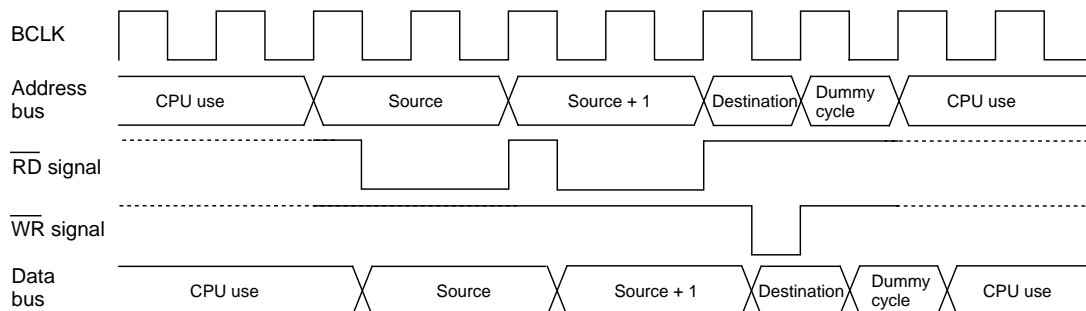 BCLK
Address
bus
CPU use
Source
Source + 1
Destination
Dummy
cycle
CPU use
RD signal
WR signal
Data
bus
CPU use
Source
Source + 1
Destination
Dummy
cycle
CPU use